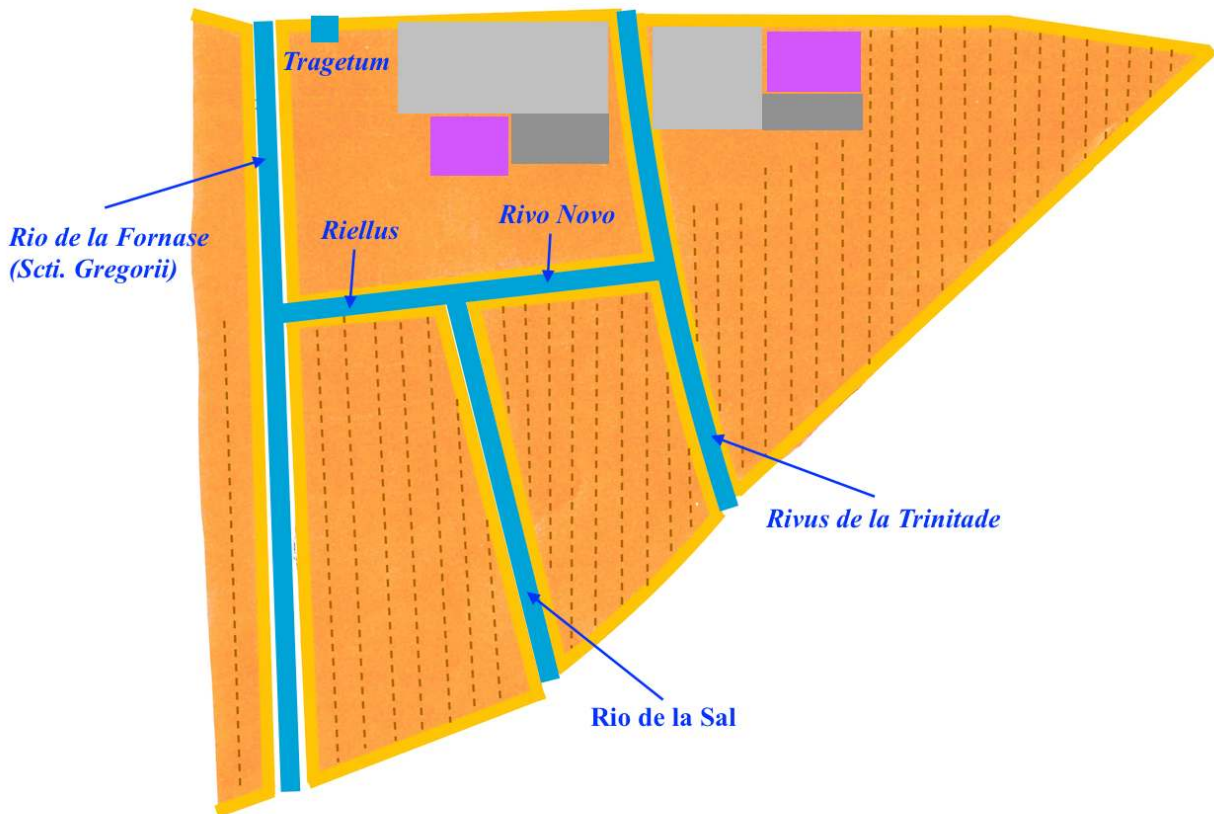 Tragetum
Rio de la Fornase
(Scti. Gregorii)
Riellus
Rivo Novo
Rivus de la Trinitade
Rio de la Sal